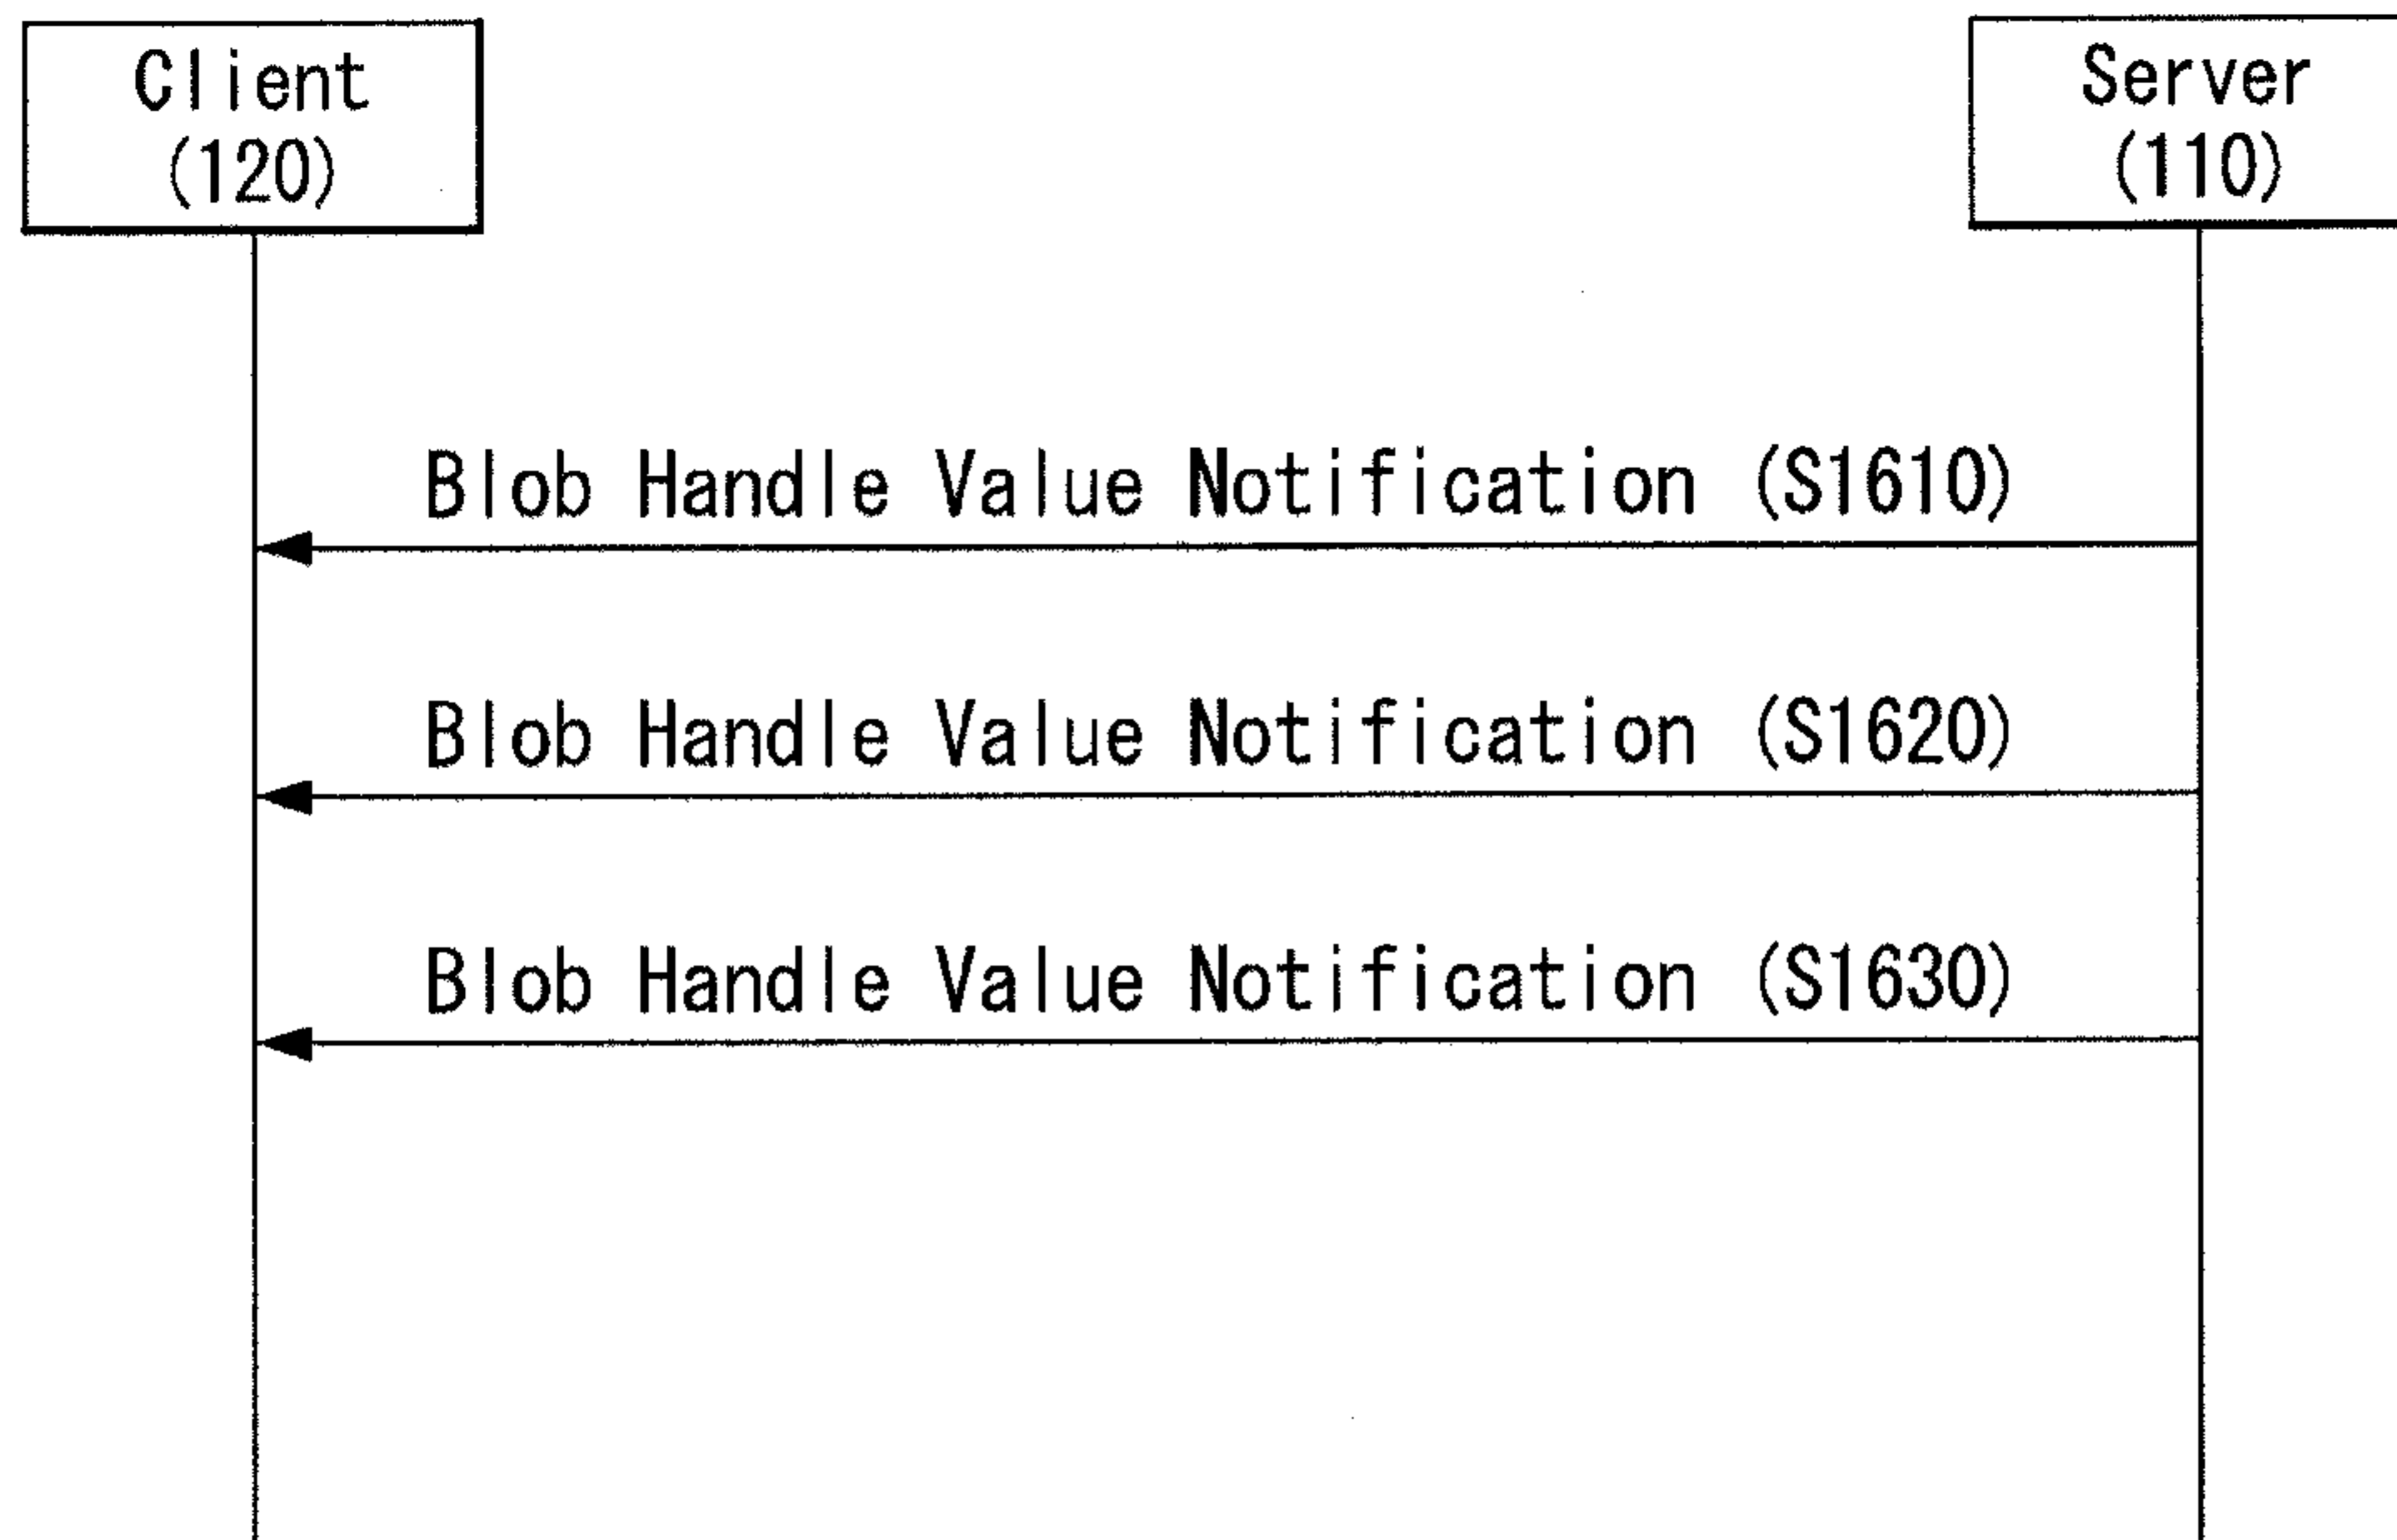 Client
(120)
Server
(110)
Blob Handle Value Notification (S1610)
Blob Handle Value Notification (S1620)
Blob Handle Value Notification (S1630)